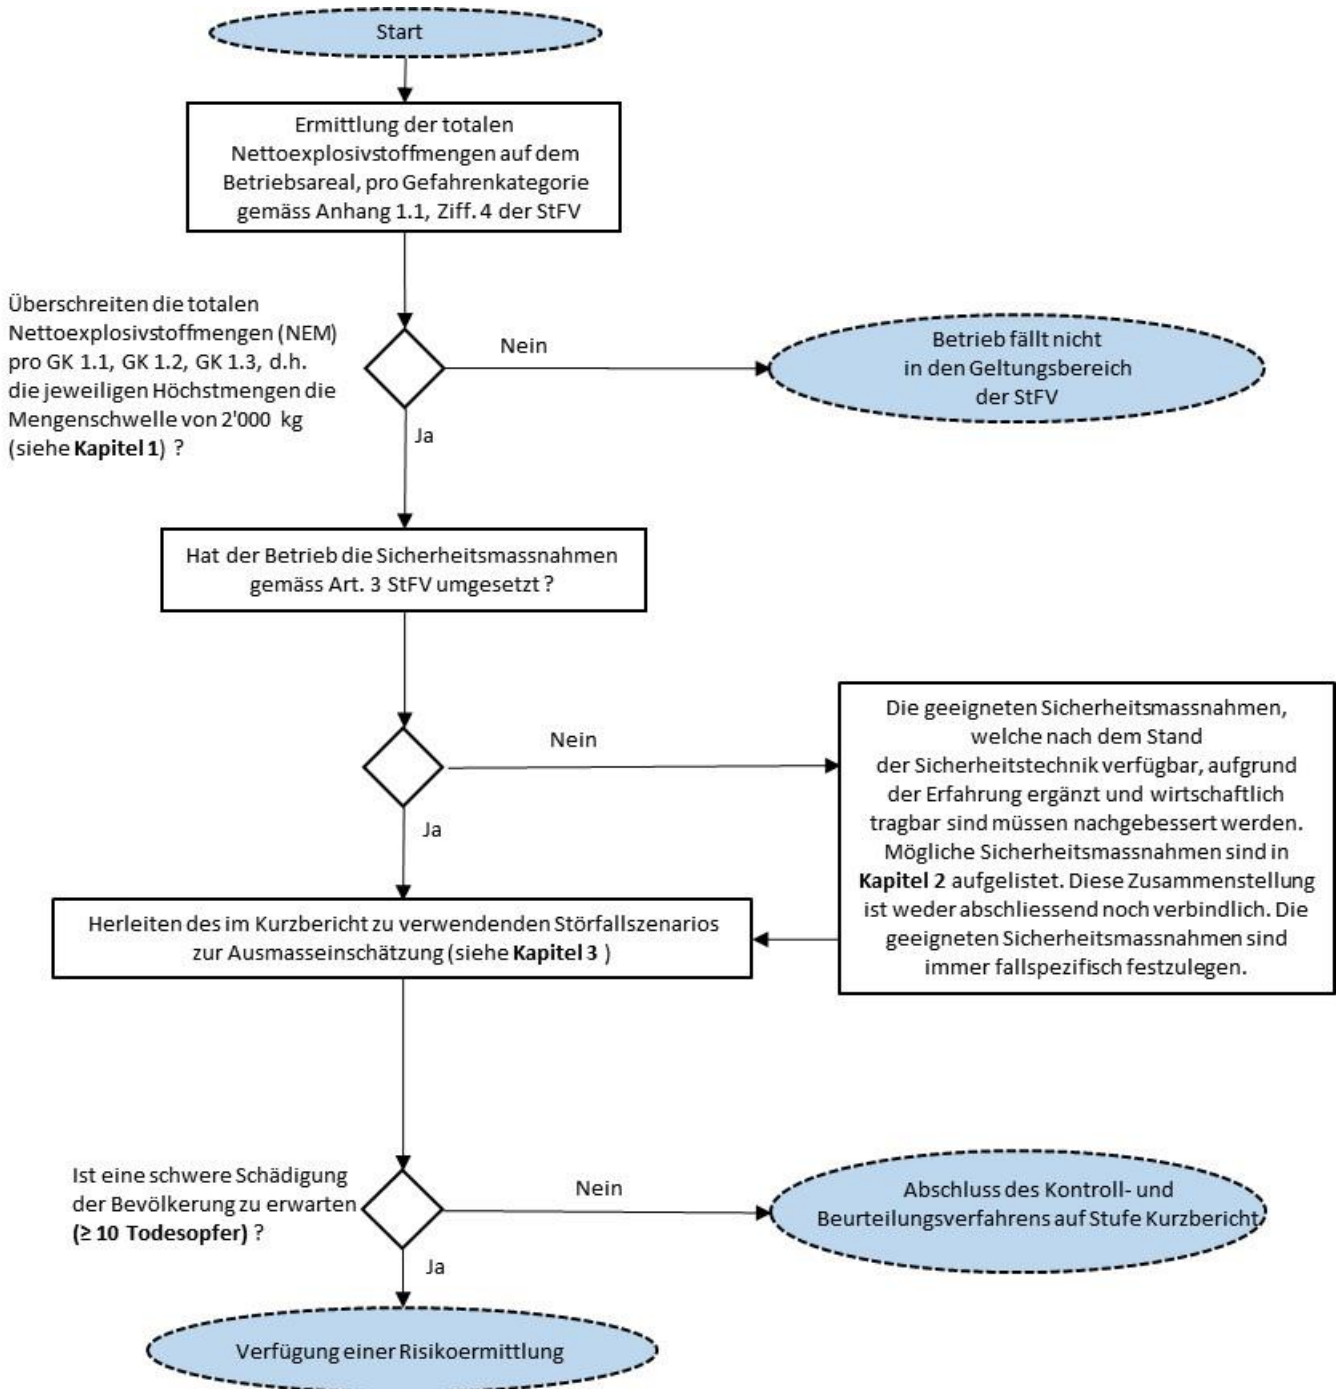 Start
Ermittlung der totalen
Nettoexplosivstoffmengen auf dem
Betriebsareal, pro Gefahrenkategorie
gemäss Anhang 1.1, Ziff. 4 der StFV
Überschreiten die totalen
Nettoexplosivstoffmengen (NEM)
pro GK 1.1, GK 1.2, GK 1.3, d.h.
die jeweiligen Höchstmengen die
Mengenschwelle von 2'000 kg
(siehe Kapitel 1) ?
Nein
Betrieb fällt nicht
in den Geltungsbereich
der StFV
Ja
Hat der Betrieb die Sicherheitsmassnahmen
gemäss Art. 3 StFV umgesetzt ?
Nein
Die geeigneten Sicherheitsmassnahmen,
welche nach dem Stand
der Sicherheitstechnik verfügbar, aufgrund
der Erfahrung ergänzt und wirtschaftlich
tragbar sind müssen nachgebessert werden.
Mögliche Sicherheitsmassnahmen sind in
Kapitel 2 aufgelistet. Diese Zusammenstellung
ist weder abschliessend noch verbindlich. Die
geeigneten Sicherheitsmassnahmen sind
immer fallspezifisch festzulegen.
Ja
Herleiten des im Kurzbericht zu verwendenden Störfallszenarios
zur Ausmasseinschätzung (siehe Kapitel 3 )
Ist eine schwere Schädigung
der Bevölkerung zu erwarten
(≥ 10 Todesopfer) ?
Nein
Abschluss des Kontroll- und
Beurteilungsverfahrens auf Stufe Kurzbericht
Ja
Verfügung einer Risikoermittlung